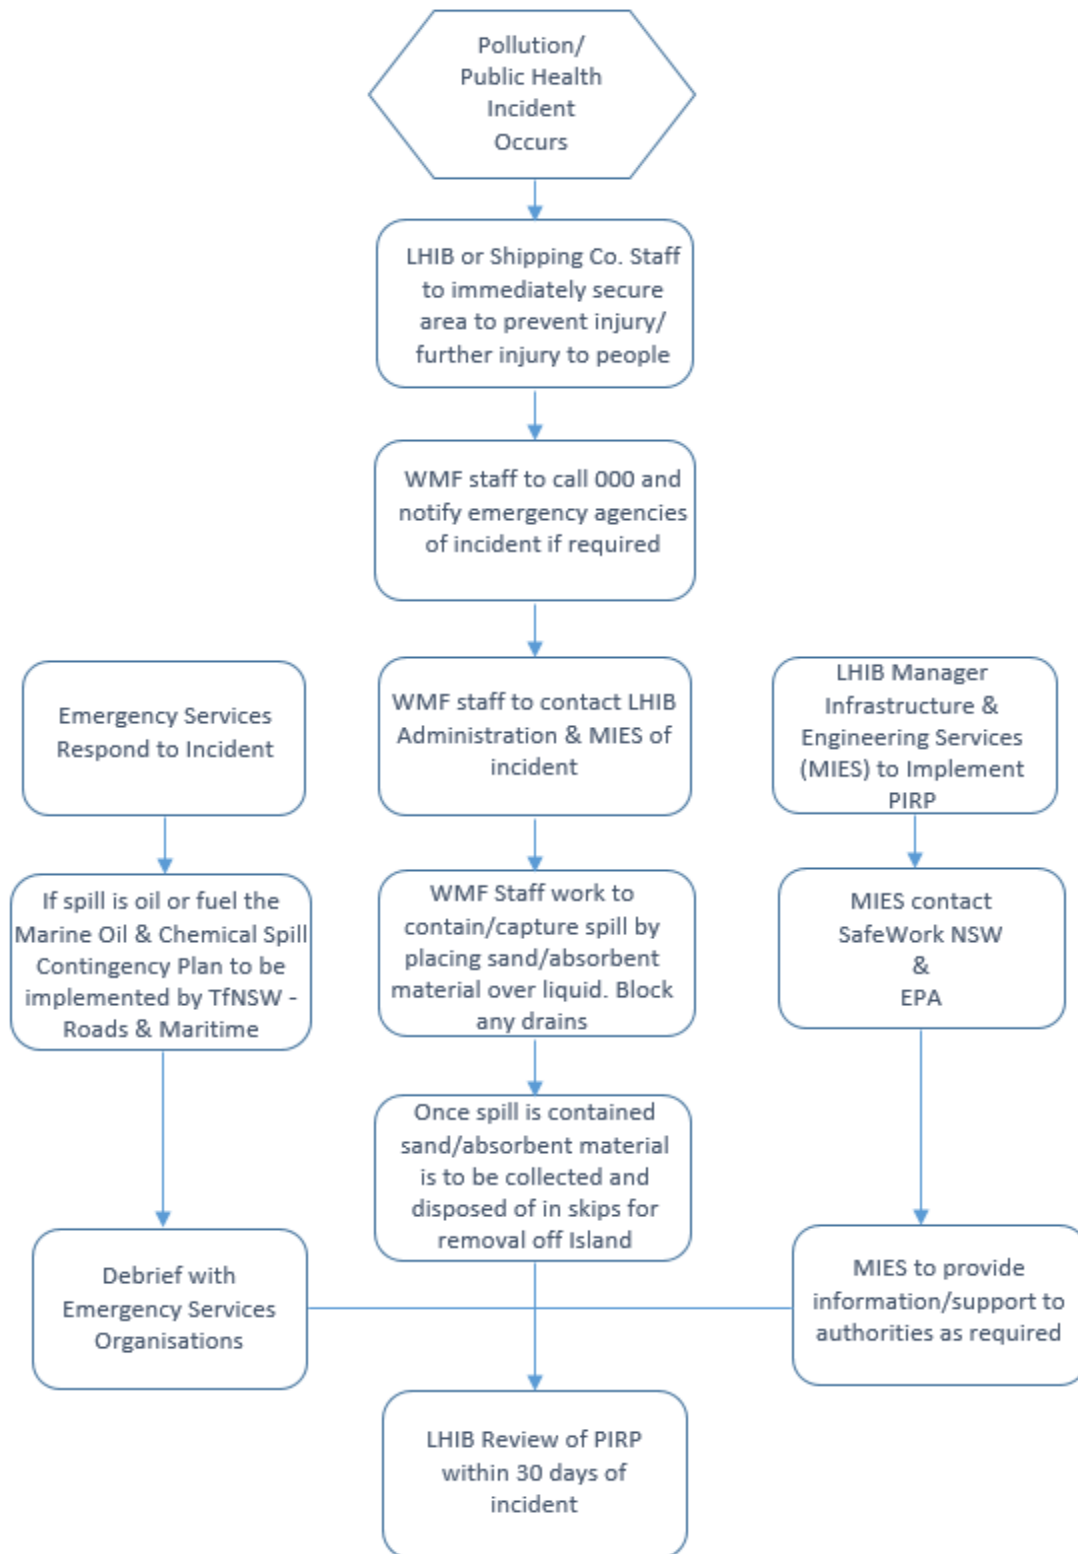 Pollution/
Public Health
Incident
Occurs
LHIB or Shipping Co. Staff
to immediately secure
area to prevent injury/
further injury to people
WMF staff to call 000 and
notify emergency agencies
of incident if required
Emergency Services
Respond to Incident
WMF staff to contact LHIB
Administration & MIES of
incident
LHIB Manager
Infrastructure &
Engineering Services
(MIES) to Implement
PIRP
If spill is oil or fuel the
Marine Oil & Chemical Spill
Contingency Plan to be
implemented by TfNSW -
Roads & Maritime
WMF Staff work to
contain/capture spill by
placing sand/absorbent
material over liquid. Block
any drains
MIES contact
SafeWork NSW
&
EPA
Once spill is contained
sand/absorbent material
is to be collected and
disposed of in skips for
removal off Island
Debrief with
Emergency Services
Organisations
MIES to provide
information/support to
authorities as required
LHIB Review of PIRP
within 30 days of
incident